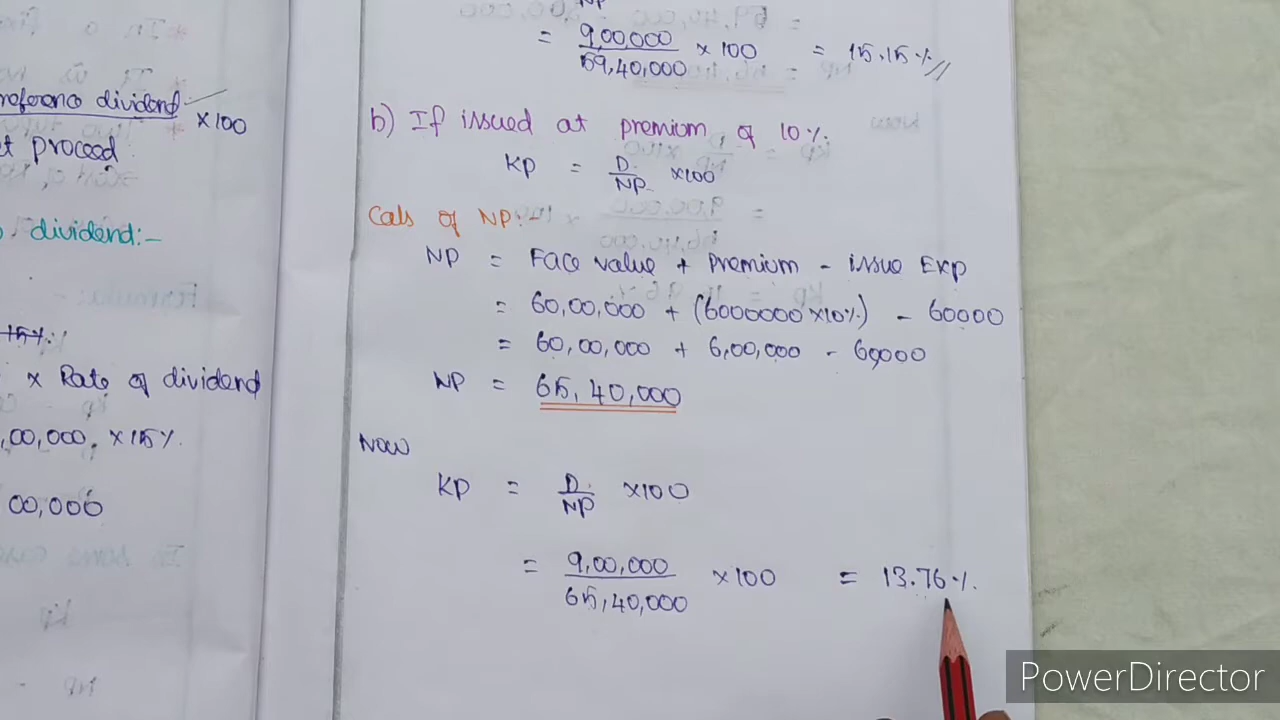 NP
= 9,00,000 / 59,40,000 × 100 = 15.15%//
b) If issued at premium of 10%.
KP = D. / NP. ×100
Cals of NP:-
NP = Face value + premium - issue Exp
= 60,00,000 + (6000000 ×10%) - 60000
= 60,00,000 + 6,00,000 - 60000
NP = 65,40,000
Now
KP = D. / NP ×100
= 9,00,000 / 65,40,000 ×100 = 13.76%.
dividend ×100
proceed
dividend:-
15%:
× Rate of dividend
,00,000. ×15%.
00,000
PowerDirector